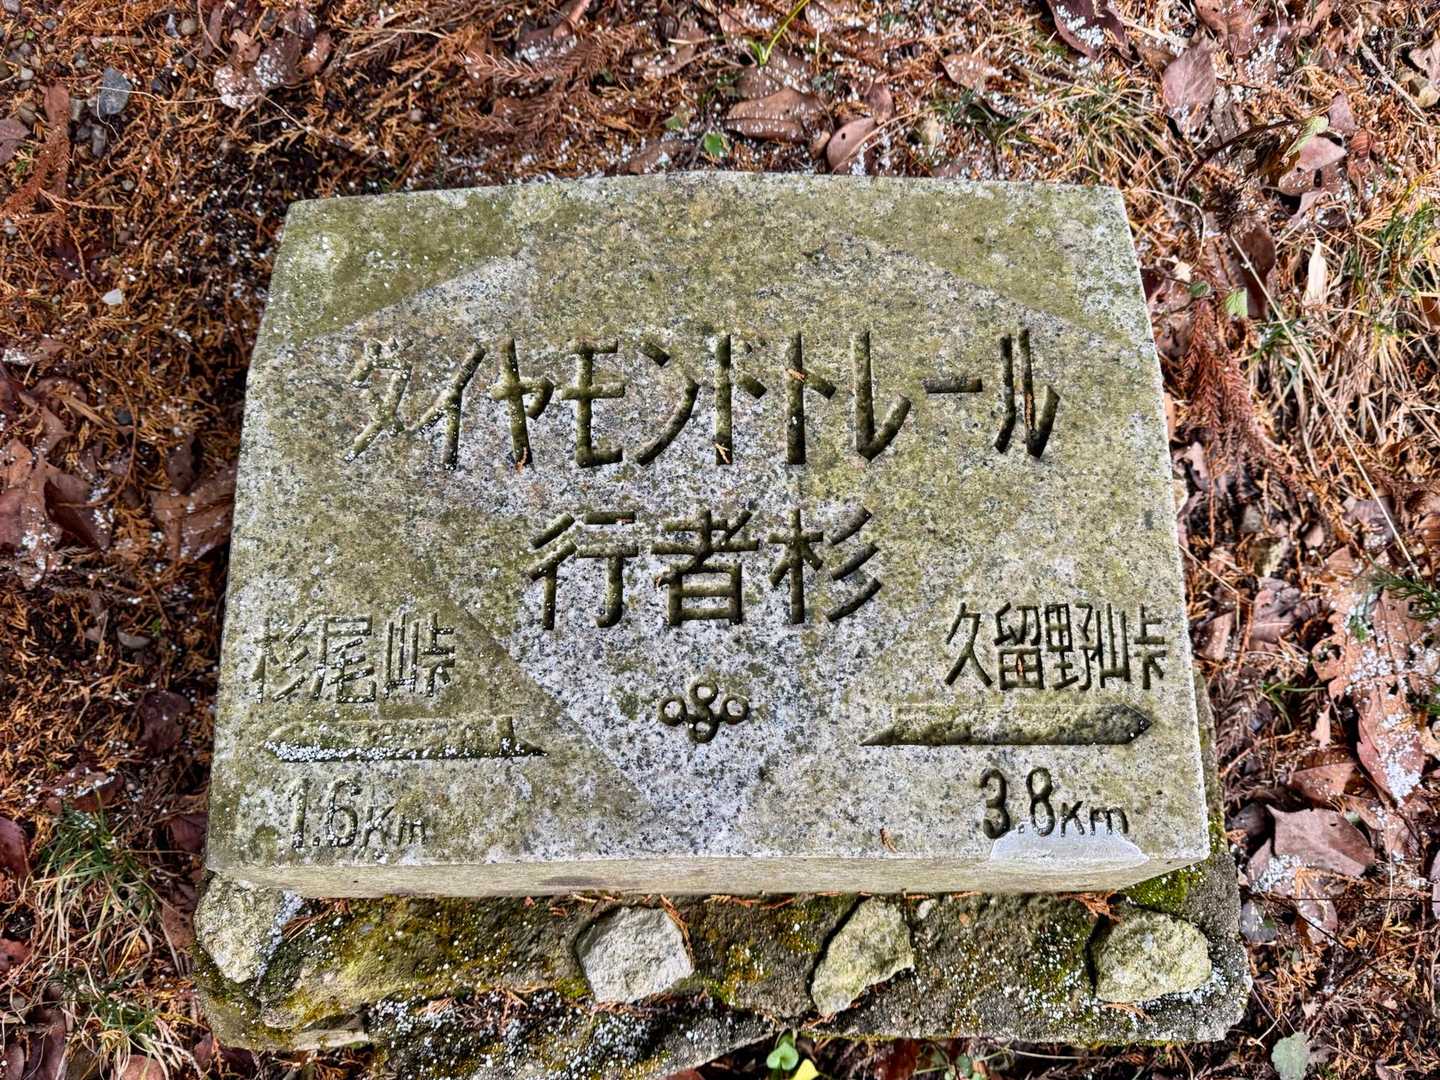 ダイヤモンドトレール
行者杉
杉尾峠
1.6Km
久留野峠
3.8Km